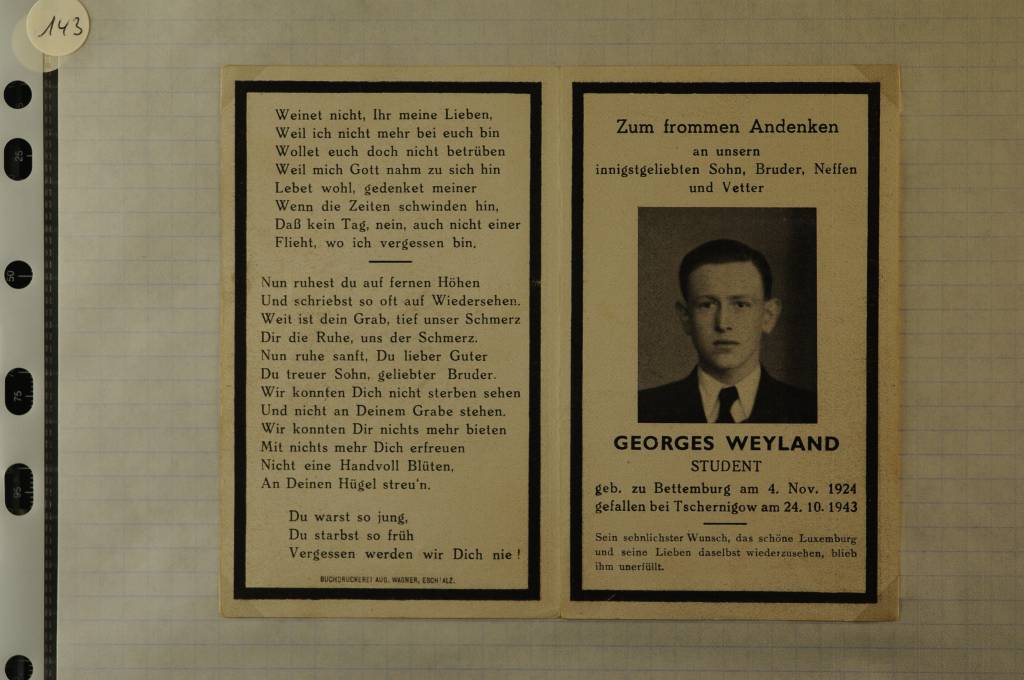 143
Weinet nicht, Ihr meine Lieben,
Weil ich nicht mehr bei euch bin
Wollet euch doch nicht betrüben
Weil mich Gott nahm zu sich hin
Lebet wohl, gedenket meiner
Wenn die Zeiten schwinden hin,
Daß kein Tag, nein, auch nicht einer
Flieht, wo ich vergessen bin.
Nun ruhest du auf fernen Höhen
Und schriebst so oft auf Wiedersehen.
Weit ist dein Grab, tief unser Schmerz
Dir die Ruhe, uns der Schmerz.
Nun ruhe sanft, Du lieber Guter
Du treuer Sohn, geliebter Bruder.
Wir konnten Dich nicht sterben sehen
Und nicht an Deinem Grabe stehen.
Wir konnten Dir nichts mehr bieten
Mit nichts mehr Dich erfreuen
Nicht eine Handvoll Blüten,
An Deinen Hügel streu'n.
Du warst so jung,
Du starbst so früh
Vergessen werden wir Dich nie !
BUCHDRUCKEREI AUG. WAGNER, ESCH/ALZ.
Zum frommen Andenken
an unsern
innigstgeliebten Sohn, Bruder, Neffen
und Vetter
GEORGES WEYLAND
STUDENT
geb. zu Bettemburg am 4. Nov. 1924
gefallen bei Tschernigow am 24. 10. 1943
Sein sehnlichster Wunsch, das schöne Luxemburg
und seine Lieben daselbst wiederzusehen, blieb
ihm unerfüllt.
25
50
75
95